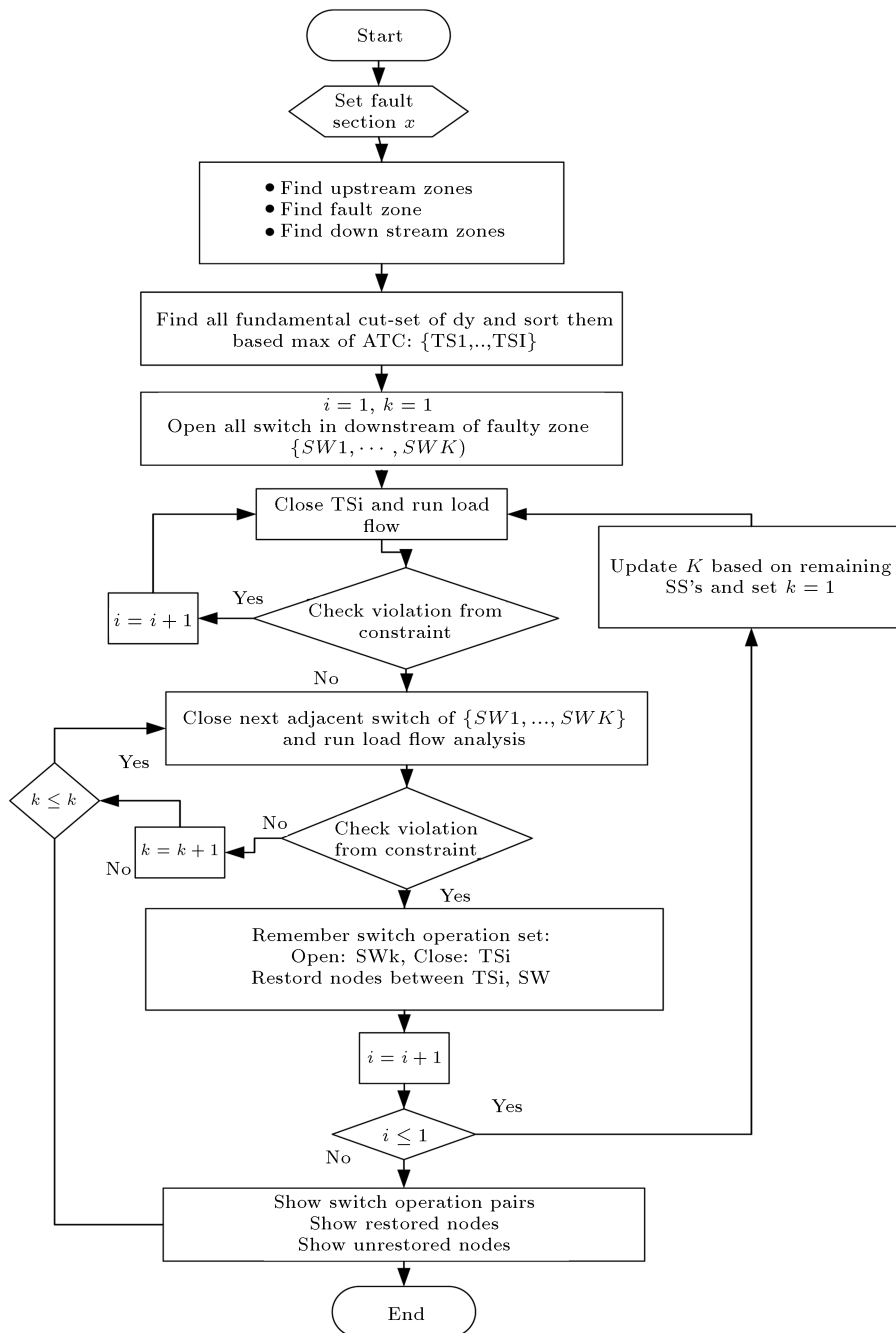 Start
Set fault
section x
• Find upstream zones
• Find fault zone
• Find down stream zones
Find all fundamental cut-set of dy and sort them
based max of ATC: {TS1,..,TSI}
i = 1, k = 1
Open all switch in downstream of faulty zone
{SW1, · · · , SWK)
Close TSi and run load
flow
Update K based on remaining
SS's and set k = 1
Yes
i = i + 1
Check violation from
constraint
No
Close next adjacent switch of {SW1, ..., SWK}
and run load flow analysis
Yes
k ≤ k
No
k = k + 1
No
Check violation
from constraint
Yes
Remember switch operation set:
Open: SWk, Close: TSi
Restord nodes between TSi, SW
i = i + 1
Yes
i ≤ 1
No
Show switch operation pairs
Show restored nodes
Show unrestored nodes
End